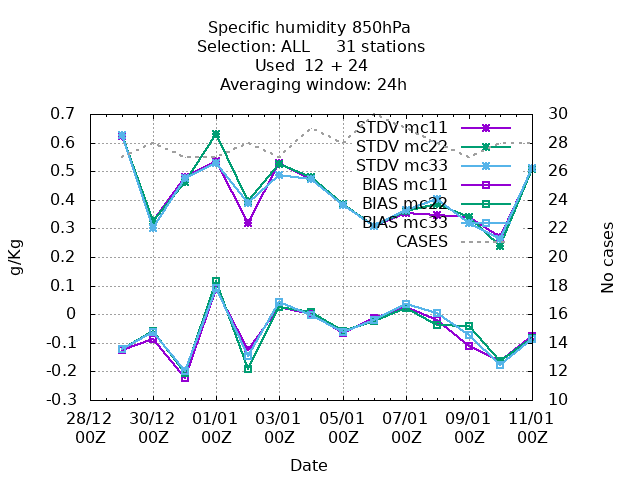 Specific humidity 850hPa
Selection: ALL 31 stations
Used 12 + 24
Averaging window: 24h
g/Kg
0.7
0.6
0.5
0.4
0.3
0.2
0.1
0
-0.1
-0.2
-0.3
STDV mc11
STDV mc22
STDV mc33
BIAS mc11
BIAS mc22
BIAS mc33
CASES
30
28
26
24
22
20
18
16
14
12
10
No cases
28/12 30/12 01/01 03/01 05/01 07/01 09/01 11/01
00Z 00Z 00Z 00Z 00Z 00Z 00Z 00Z
Date